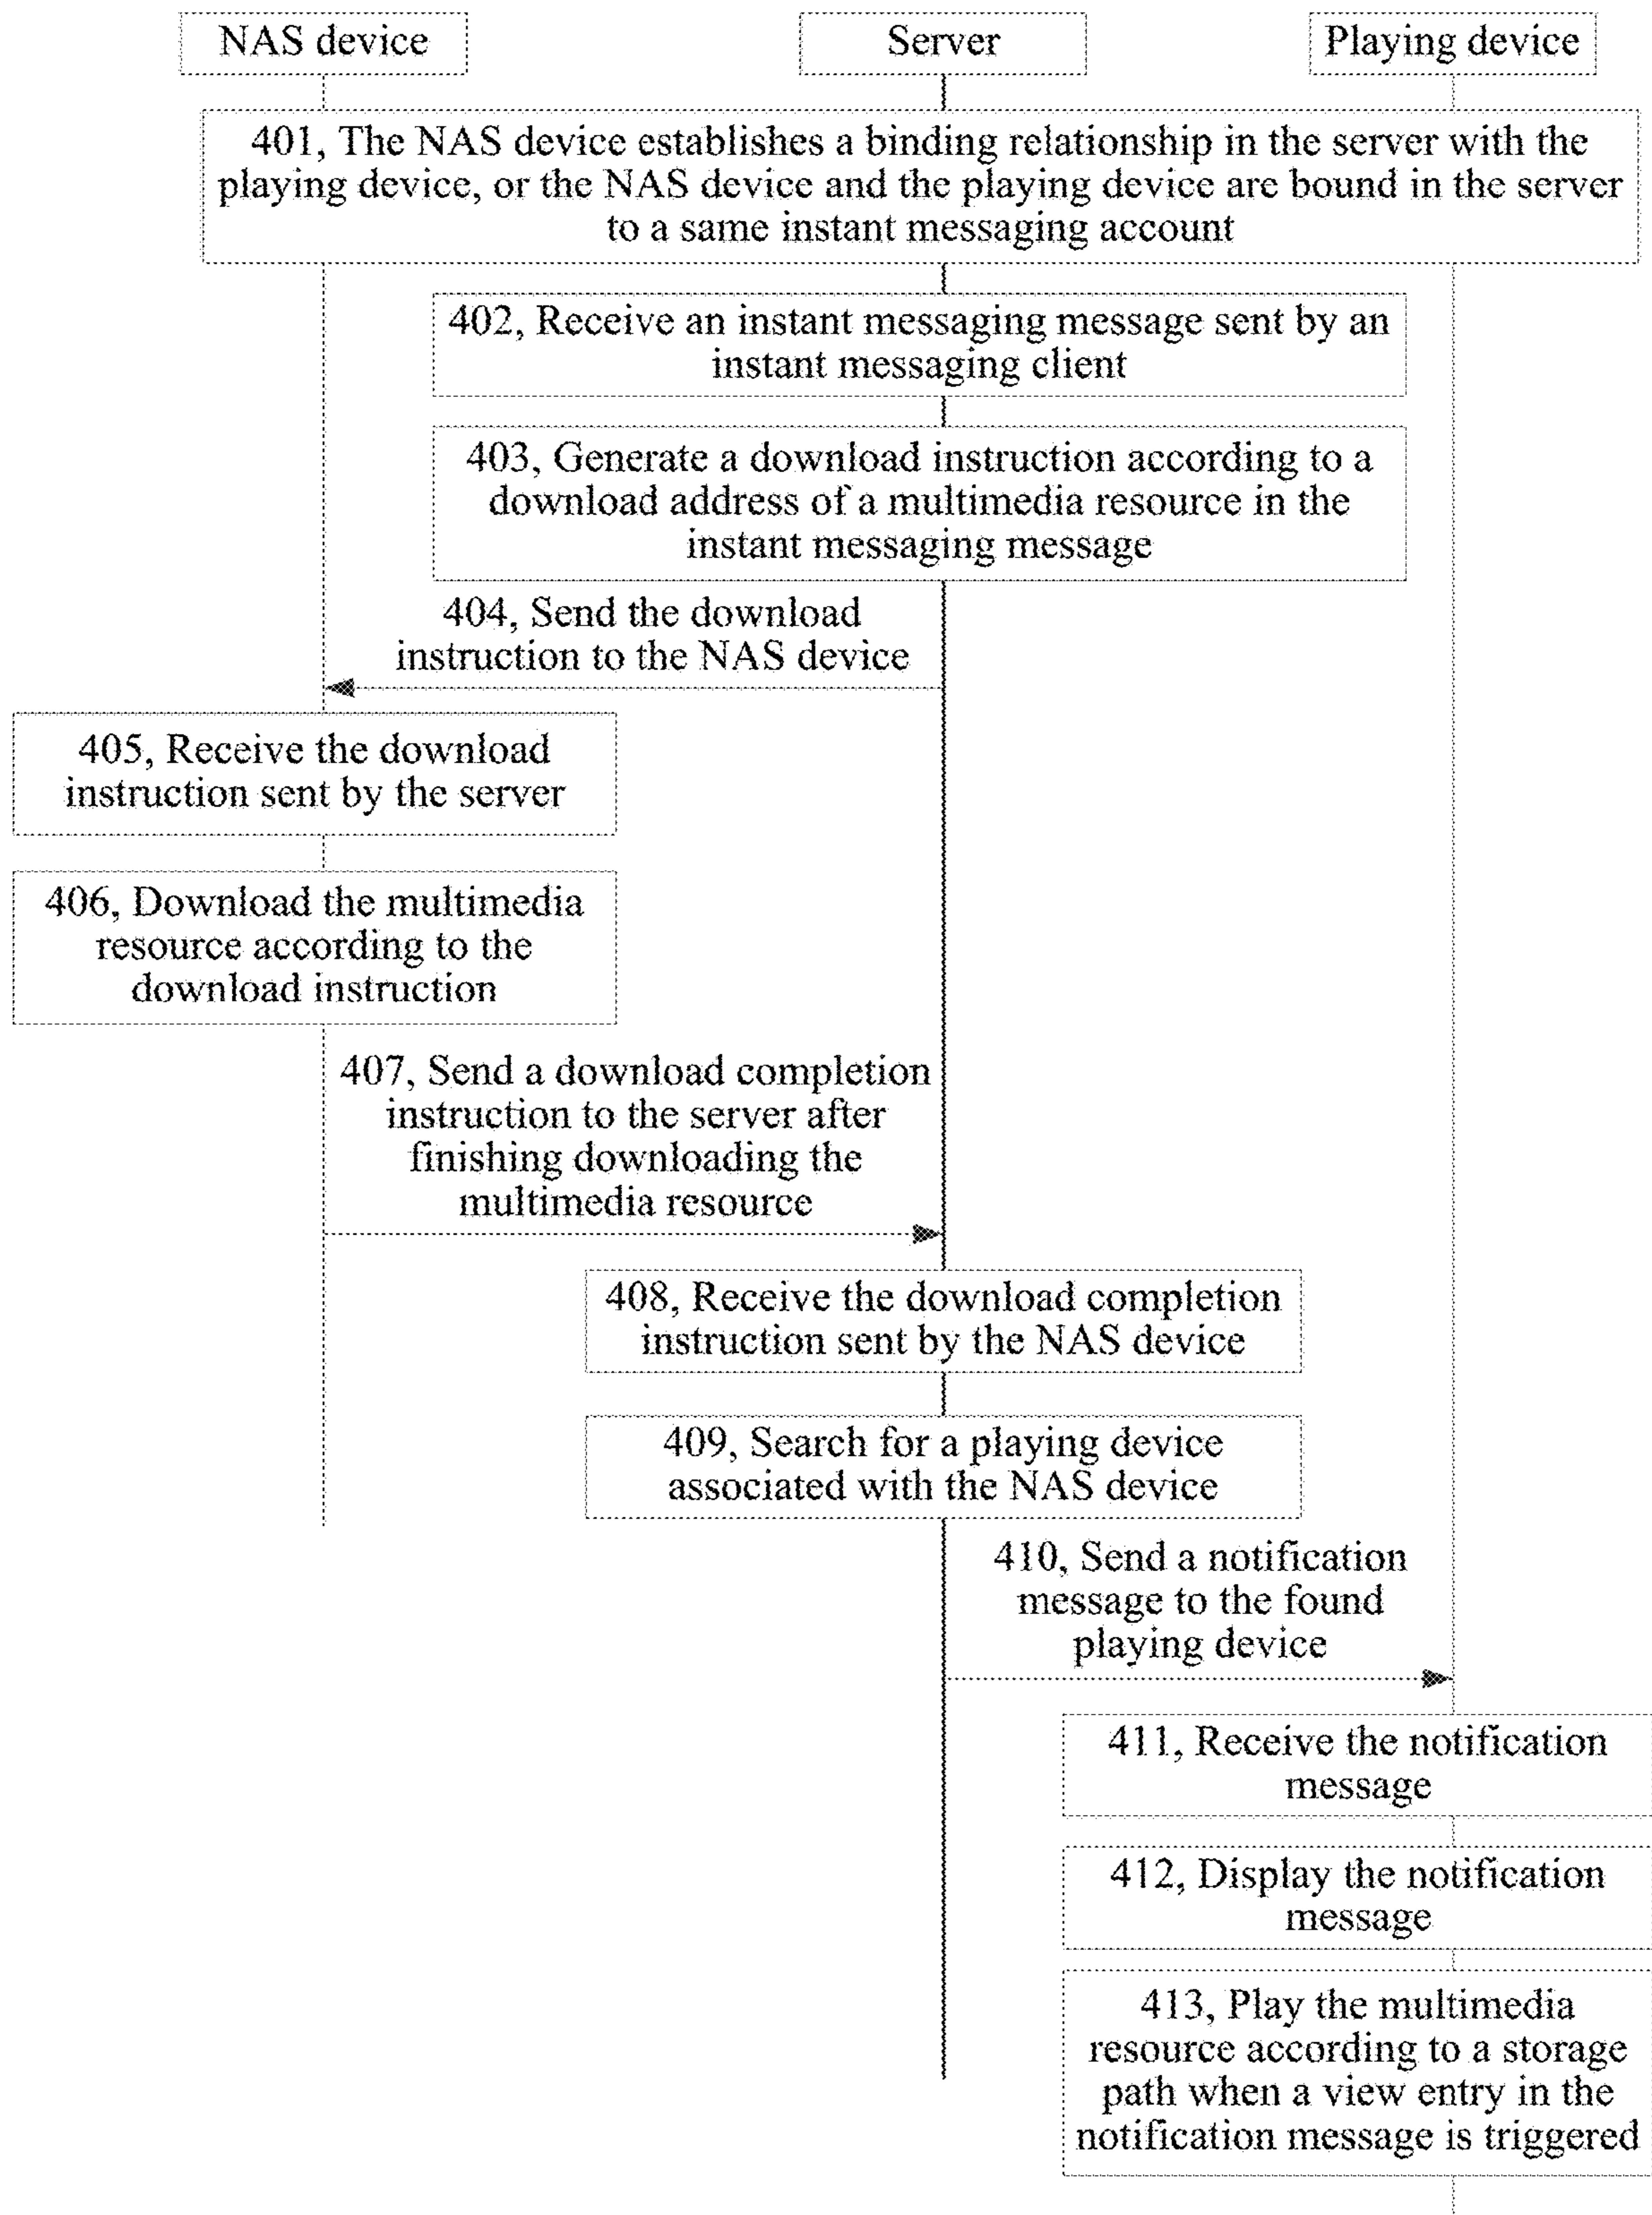 NAS device
Server
Playing device
401, The NAS device establishes a binding relationship in the server with the
playing device, or the NAS device and the playing device are bound in the server
to a same instant messaging account
402, Receive an instant messaging message sent by an
instant messaging client
403, Generate a download instruction according to a
download address of a multimedia resource in the
instant messaging message
404, Send the download
instruction to the NAS device
405, Receive the download
instruction sent by the server
406, Download the multimedia
resource according to the
download instruction
407, Send a download completion
instruction to the server after
finishing downloading the
multimedia resource
408, Receive the download completion
instruction sent by the NAS device
409, Search for a playing device
associated with the NAS device
410, Send a notification
message to the found
playing device
411, Receive the notification
message
412, Display the notification
message
413, Play the multimedia
resource according to a storage
path when a view entry in the
notification message is triggered